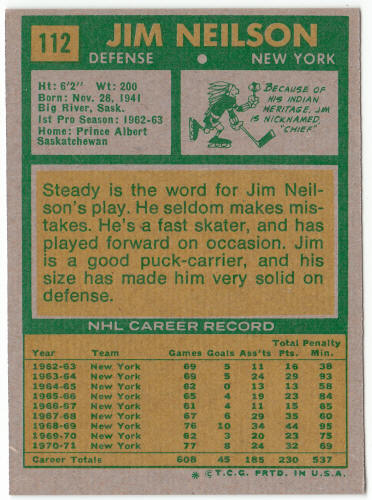 112
JIM NEILSON
DEFENSE
NEW YORK
Ht: 6'2" Wt: 200
Born: Nov. 28, 1941
Big River, Sask.
1st Pro Season: 1962-63
Home: Prince Albert
Saskatchewan
BECAUSE OF
HIS INDIAN
HERITAGE, JIM
IS NICKNAMED,
"CHIEF"
Steady is the word for Jim Neil-
son's play. He seldom makes mis-
takes. He's a fast skater, and has
played forward on occasion. Jim
is a good puck-carrier, and his
size has made him very solid on
defense.
NHL CAREER RECORD
Total Penalty
Year Team Games Goals Ass'ts Pts. Min.
1962-63 New York 69 5 11 16 38
1963-64 New York 69 5 24 29 93
1964-65 New York 62 0 13 13 58
1965-66 New York 65 4 19 23 84
1966-67 New York 61 4 11 15 65
1967-68 New York 67 6 29 35 60
1968-69 New York 76 10 34 44 95
1969-70 New York 62 3 20 23 75
1970-71 New York 77 8 24 32 69
Career Totals 608 45 185 230 537
* © T.C.G. PRTD. IN U.S.A.